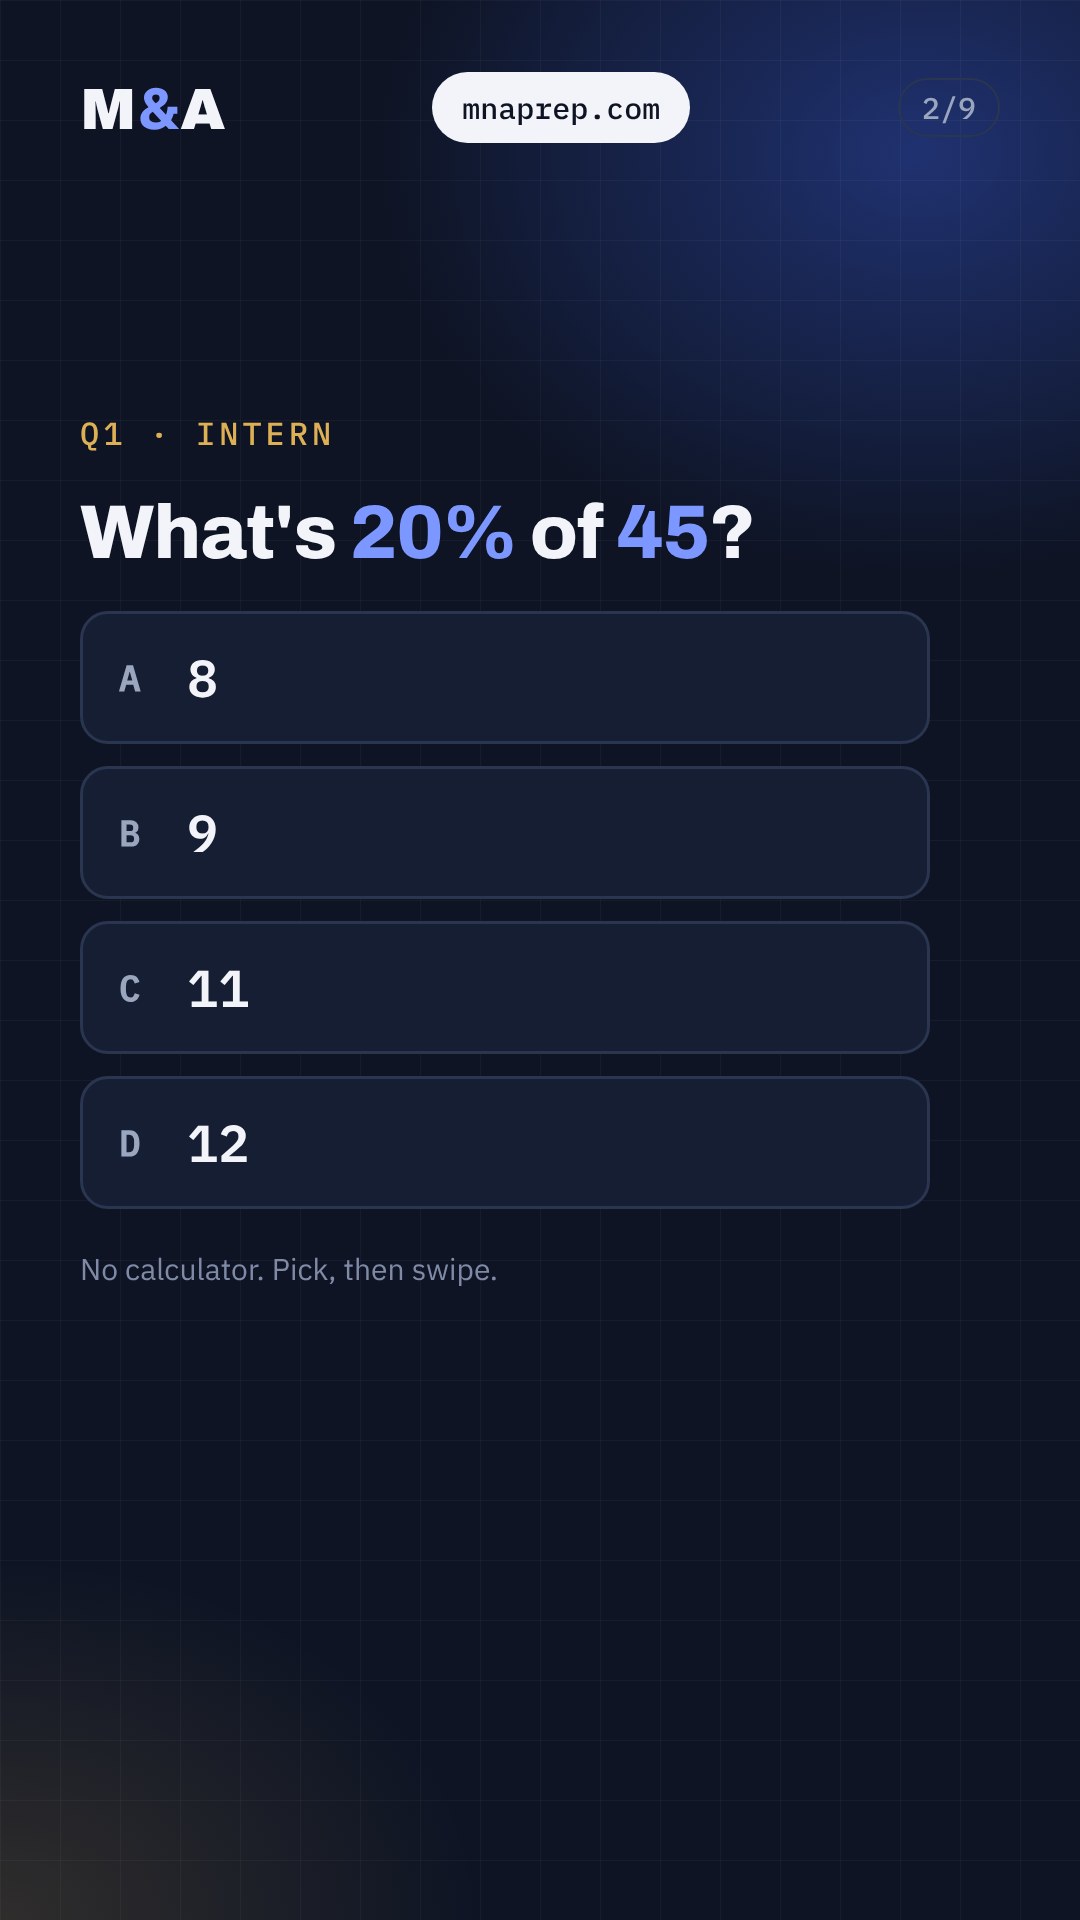 M&A
mnaprep.com
2/9
Q1 · INTERN
What's 20% of 45?
A 8
B 9
C 11
D 12
No calculator. Pick, then swipe.